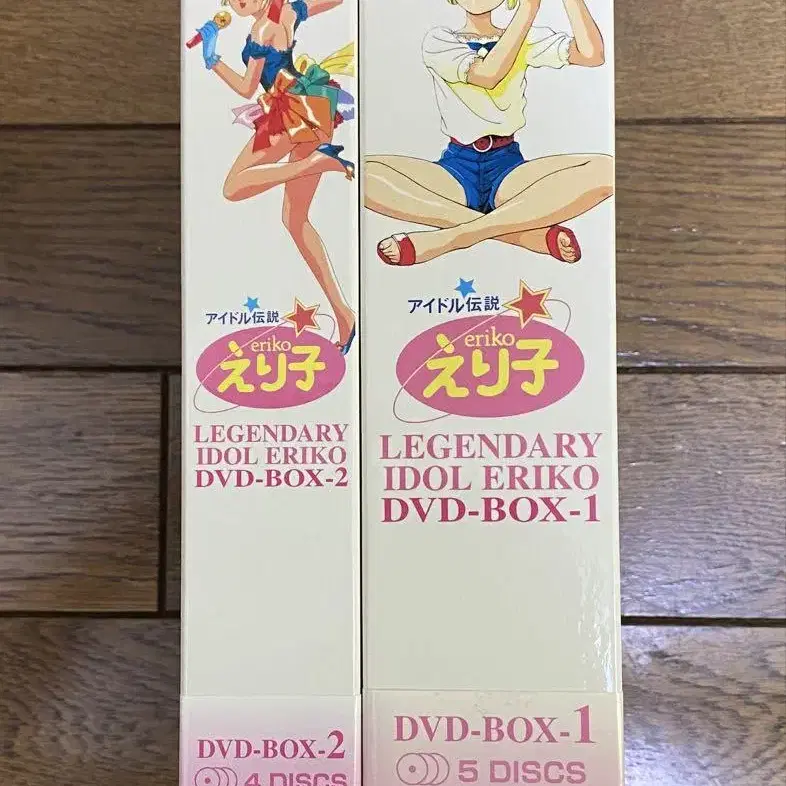 アイドル伝説
eriko
えり子
LEGENDARY
IDOL ERIKO
DVD-BOX-2
DVD-BOX-2
4 DISCS
アイドル伝説
eriko
えり子
LEGENDARY
IDOL ERIKO
DVD-BOX-1
DVD-BOX-1
5 DISCS